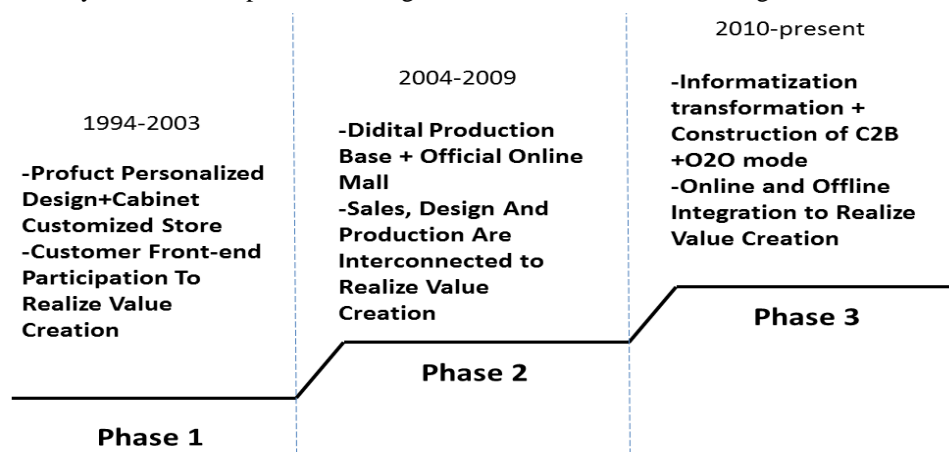 1994-2003
-Profuct Personalized
Design+Cabinet
Customized Store
-Customer Front-end
Participation To
Realize Value
Creation
Phase 1
2004-2009
-Didital Production
Base + Official Online
Mall
-Sales, Design And
Production Are
Interconnected to
Realize Value
Creation
Phase 2
2010-present
-Informatization
transformation +
Construction of C2B
+O2O mode
-Online and Offline
Integration to Realize
Value Creation
Phase 3